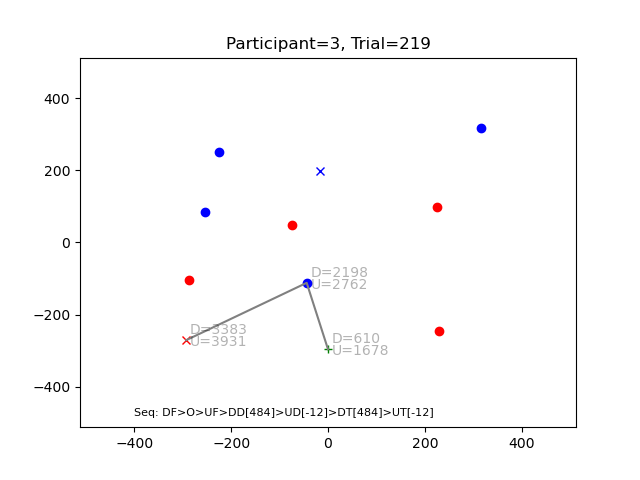 Participant=3, Trial=219
400
200
0
−200
−400
D=2198
U=2762
D=3383
U=3931
D=610
U=1678
Seq: DF>O>UF>DD[484]>UD[-12]>DT[484]>UT[-12]
−400
−200
0
200
400